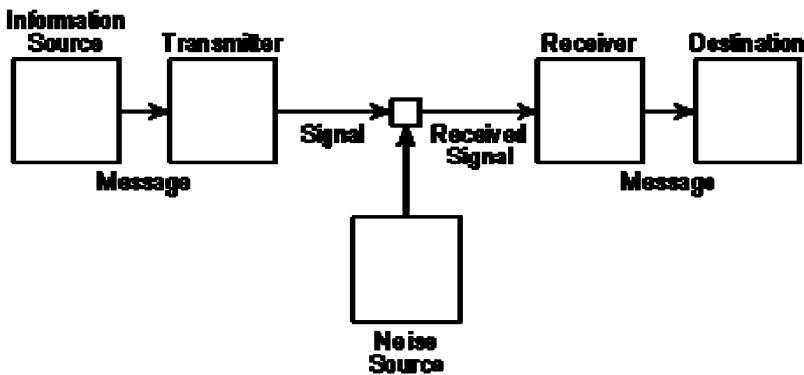 Information
Source
Transmitter
Receiver
Destination
Signal
Received
Signal
Message
Message
Noise
Source